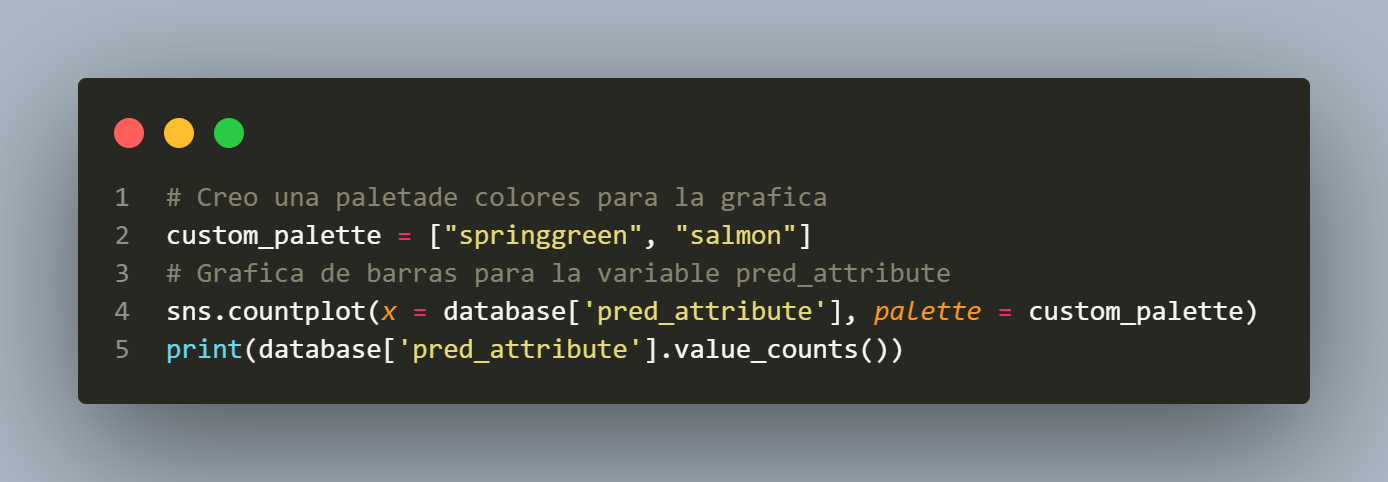 1 # Creo una paletade colores para la grafica
2 custom_palette = ["springgreen", "salmon"]
3 # Grafica de barras para la variable pred_attribute
4 sns.countplot(x = database['pred_attribute'], palette = custom_palette)
5 print(database['pred_attribute'].value_counts())